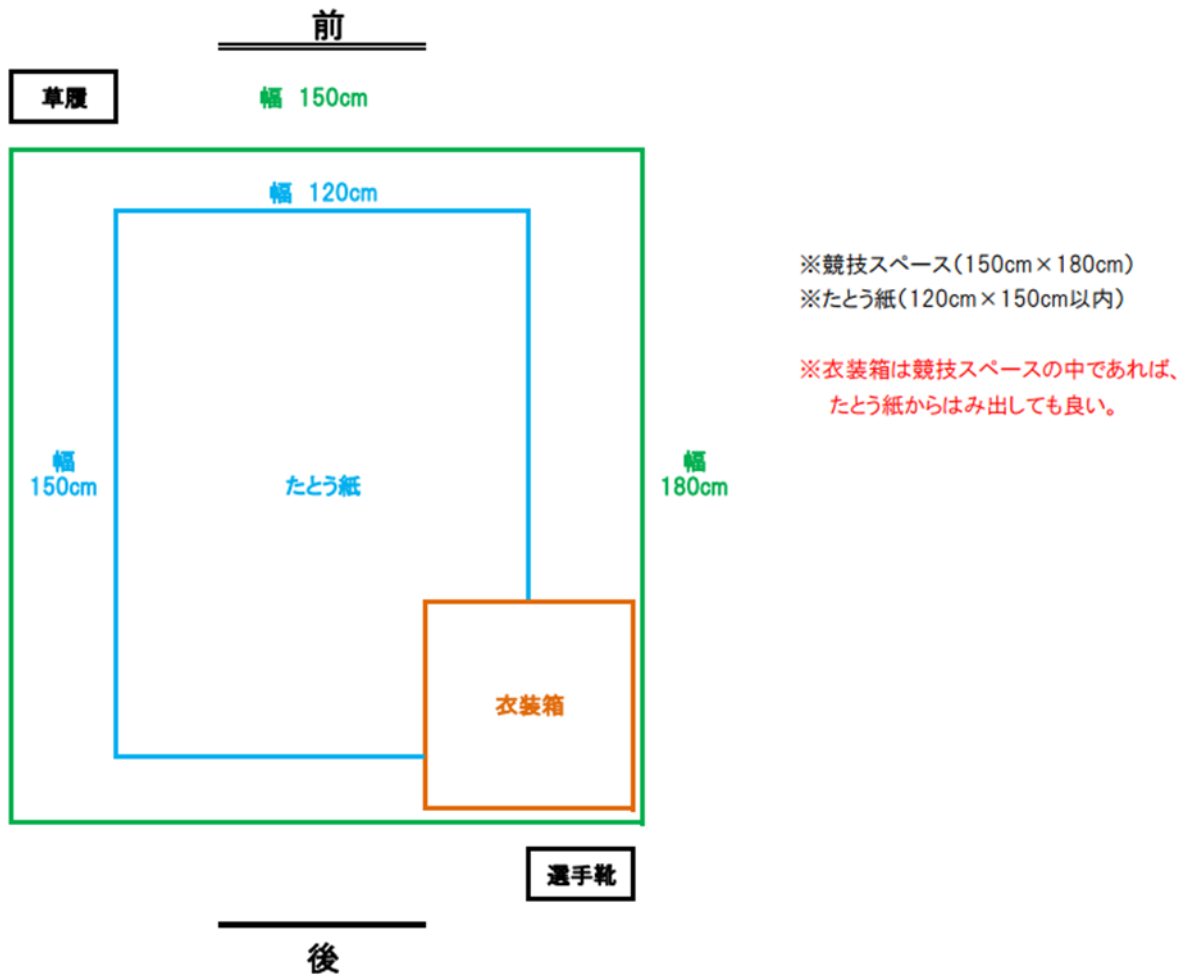 前
草履
幅 150cm
幅 120cm
※競技スペース(150cm×180cm)
※たとう紙(120cm×150cm以内)
※衣装箱は競技スペースの中であれば、
たとう紙からはみ出しても良い。
幅
150cm
たとう紙
幅
180cm
衣装箱
選手靴
後